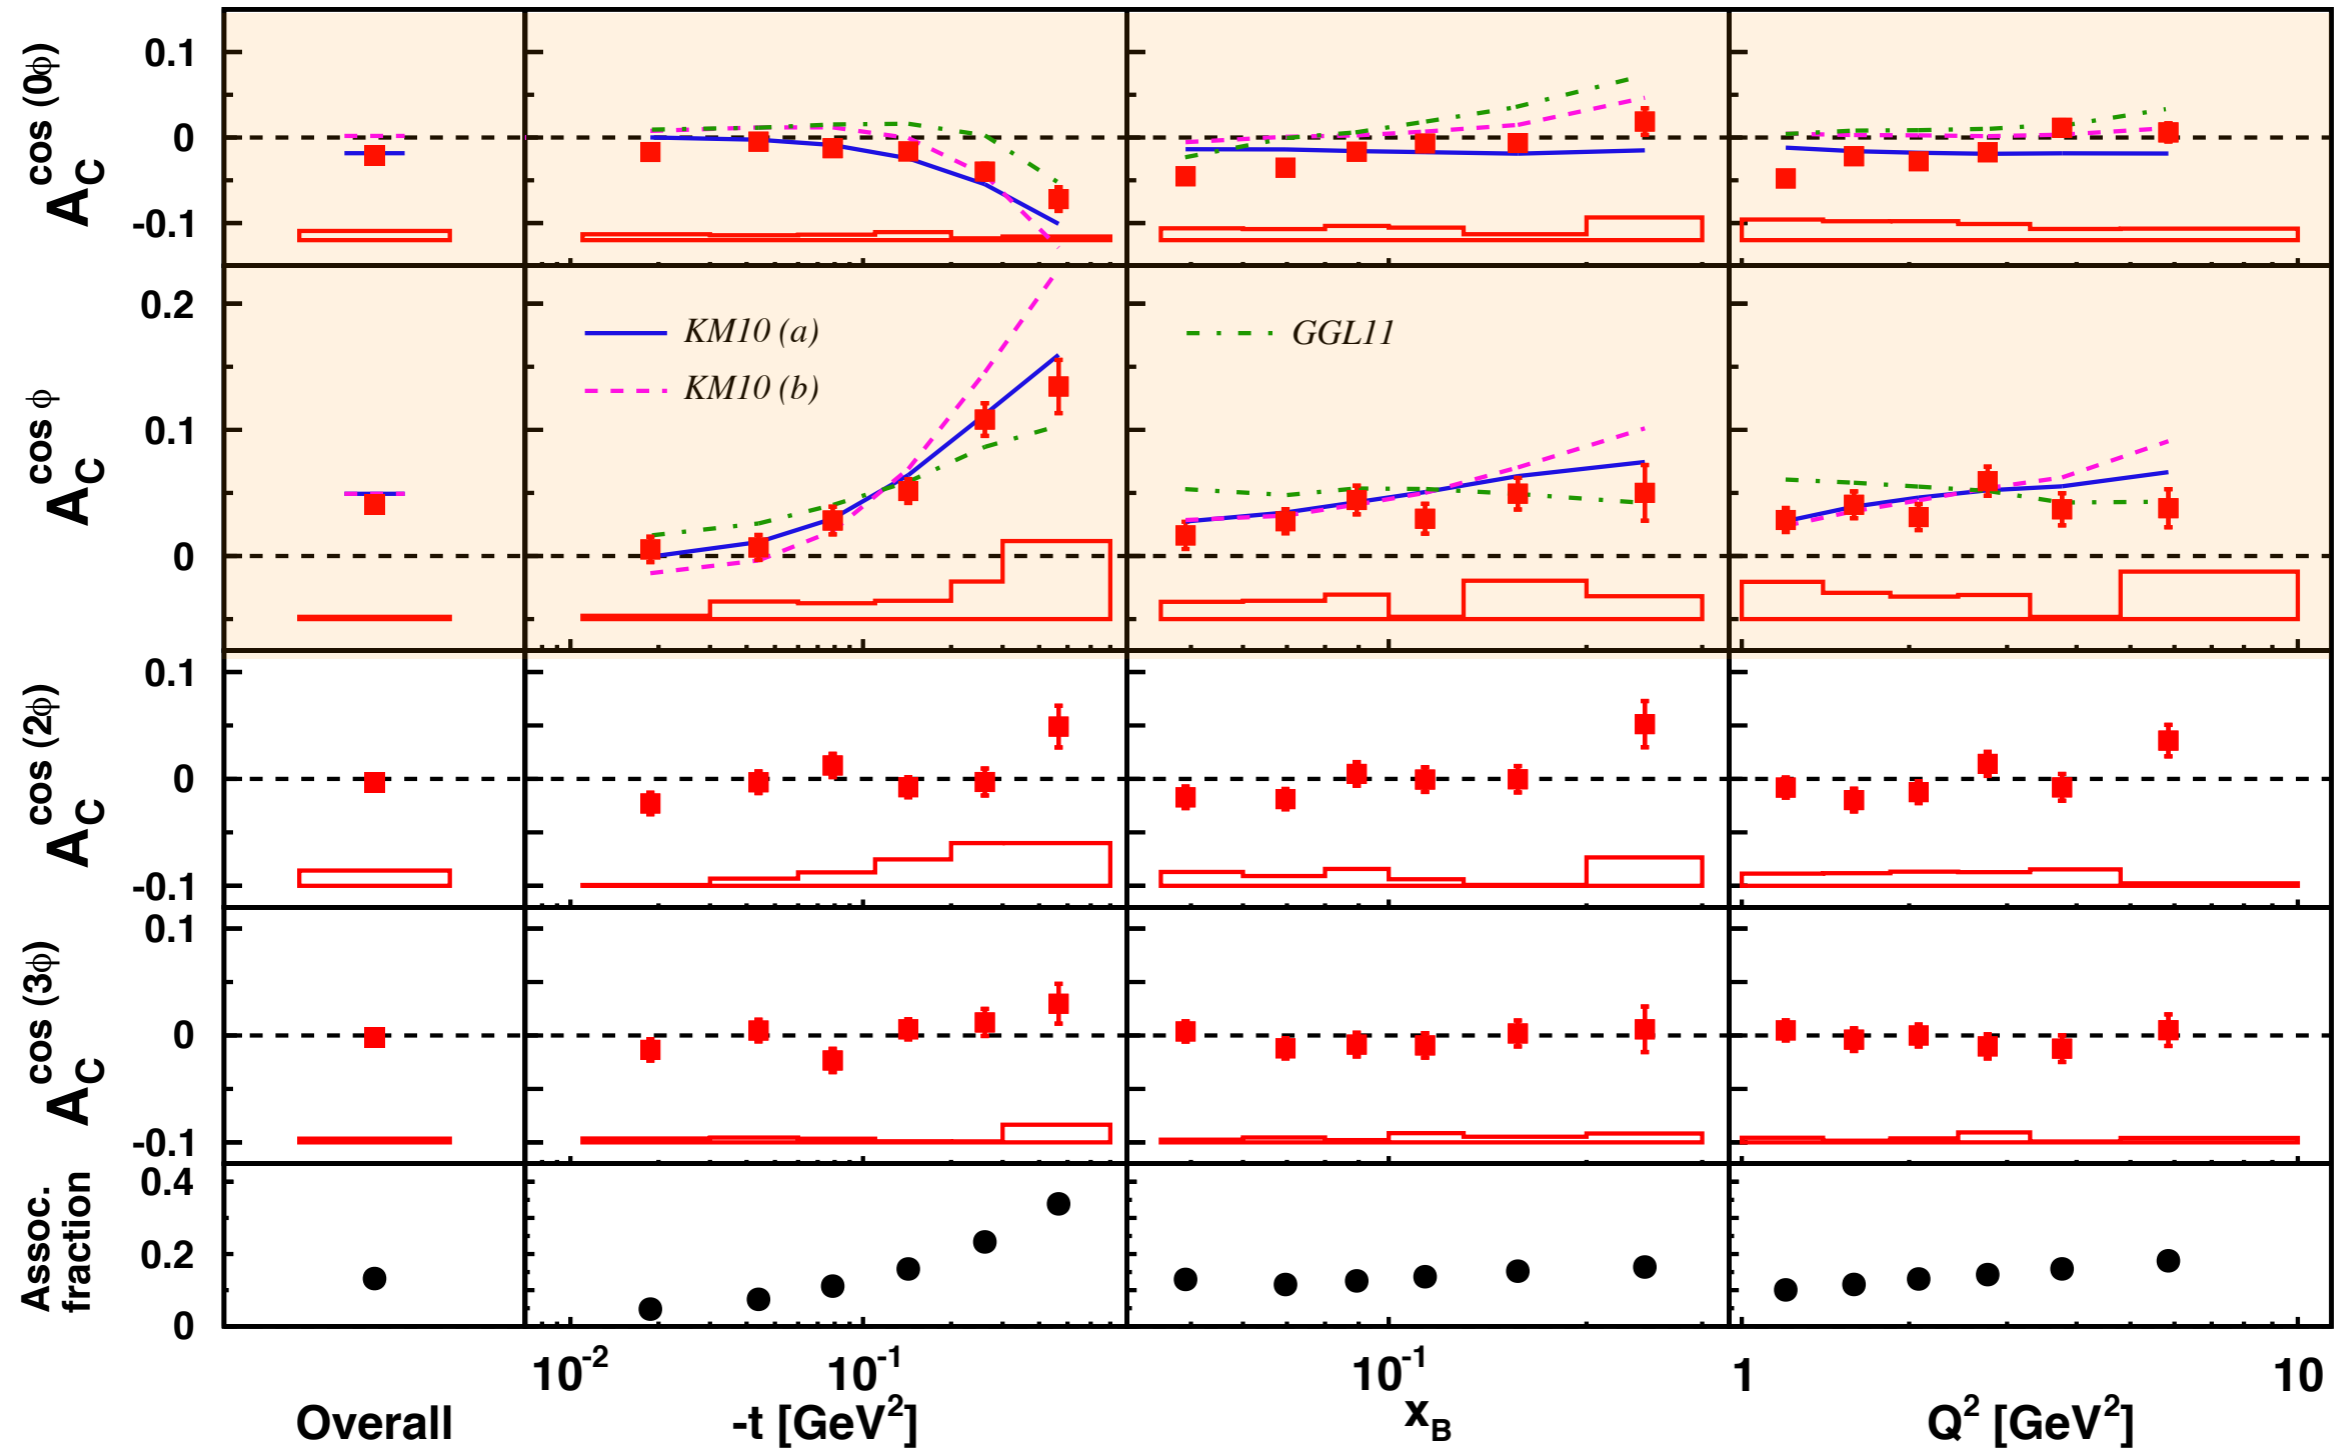 A_C^cos (0ϕ)
0.1
0
-0.1
A_C^cos ϕ
0.2
0.1
0
KM10 (a)
KM10 (b)
GGL11
A_C^cos (2ϕ)
0.1
0
-0.1
A_C^cos (3ϕ)
0.1
0
-0.1
Assoc.
fraction
0.4
0.2
0
10^-2 10^-1 10^-1 1 10
Overall -t [GeV^2] x_B Q^2 [GeV^2]